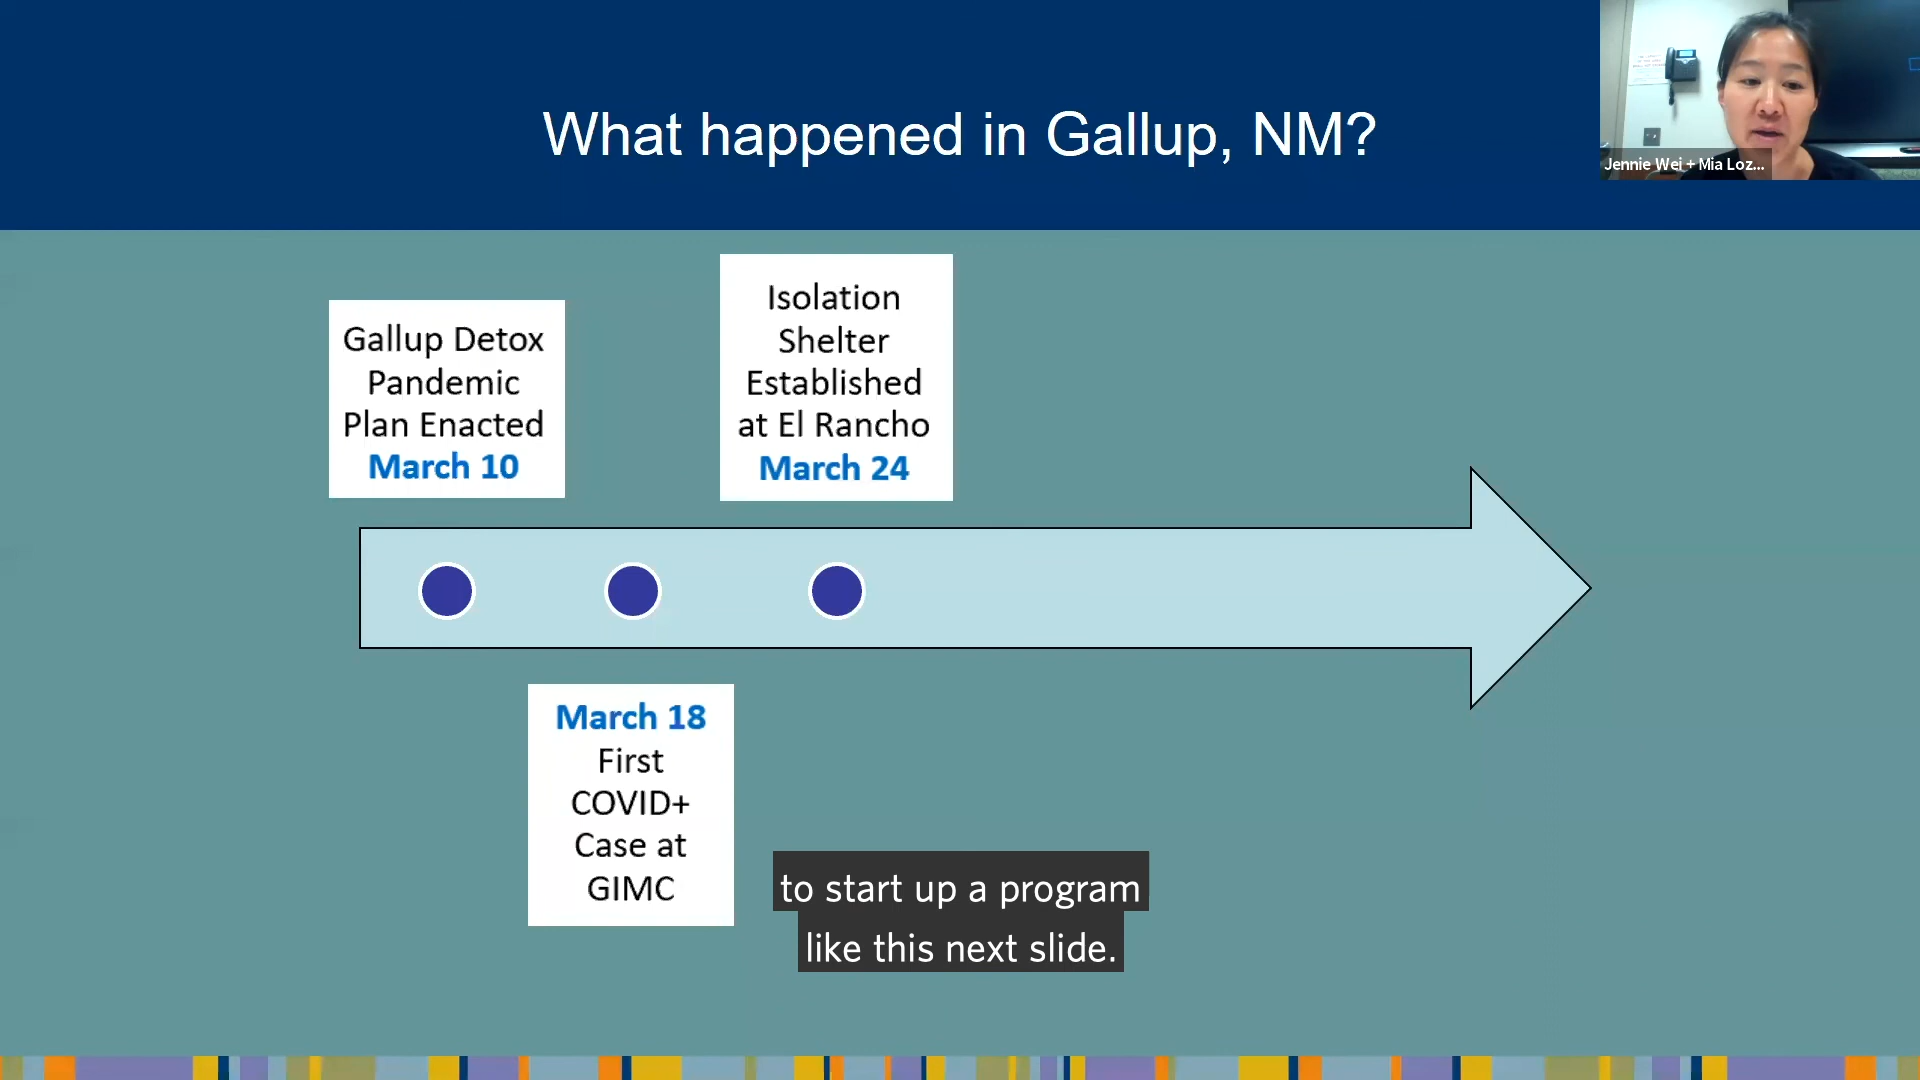 What happened in Gallup, NM?
Jennie Wei + Mia Loz...
Gallup Detox
Pandemic
Plan Enacted
March 10
Isolation
Shelter
Established
at El Rancho
March 24
March 18
First
COVID+
Case at
GIMC
to start up a program
like this next slide.